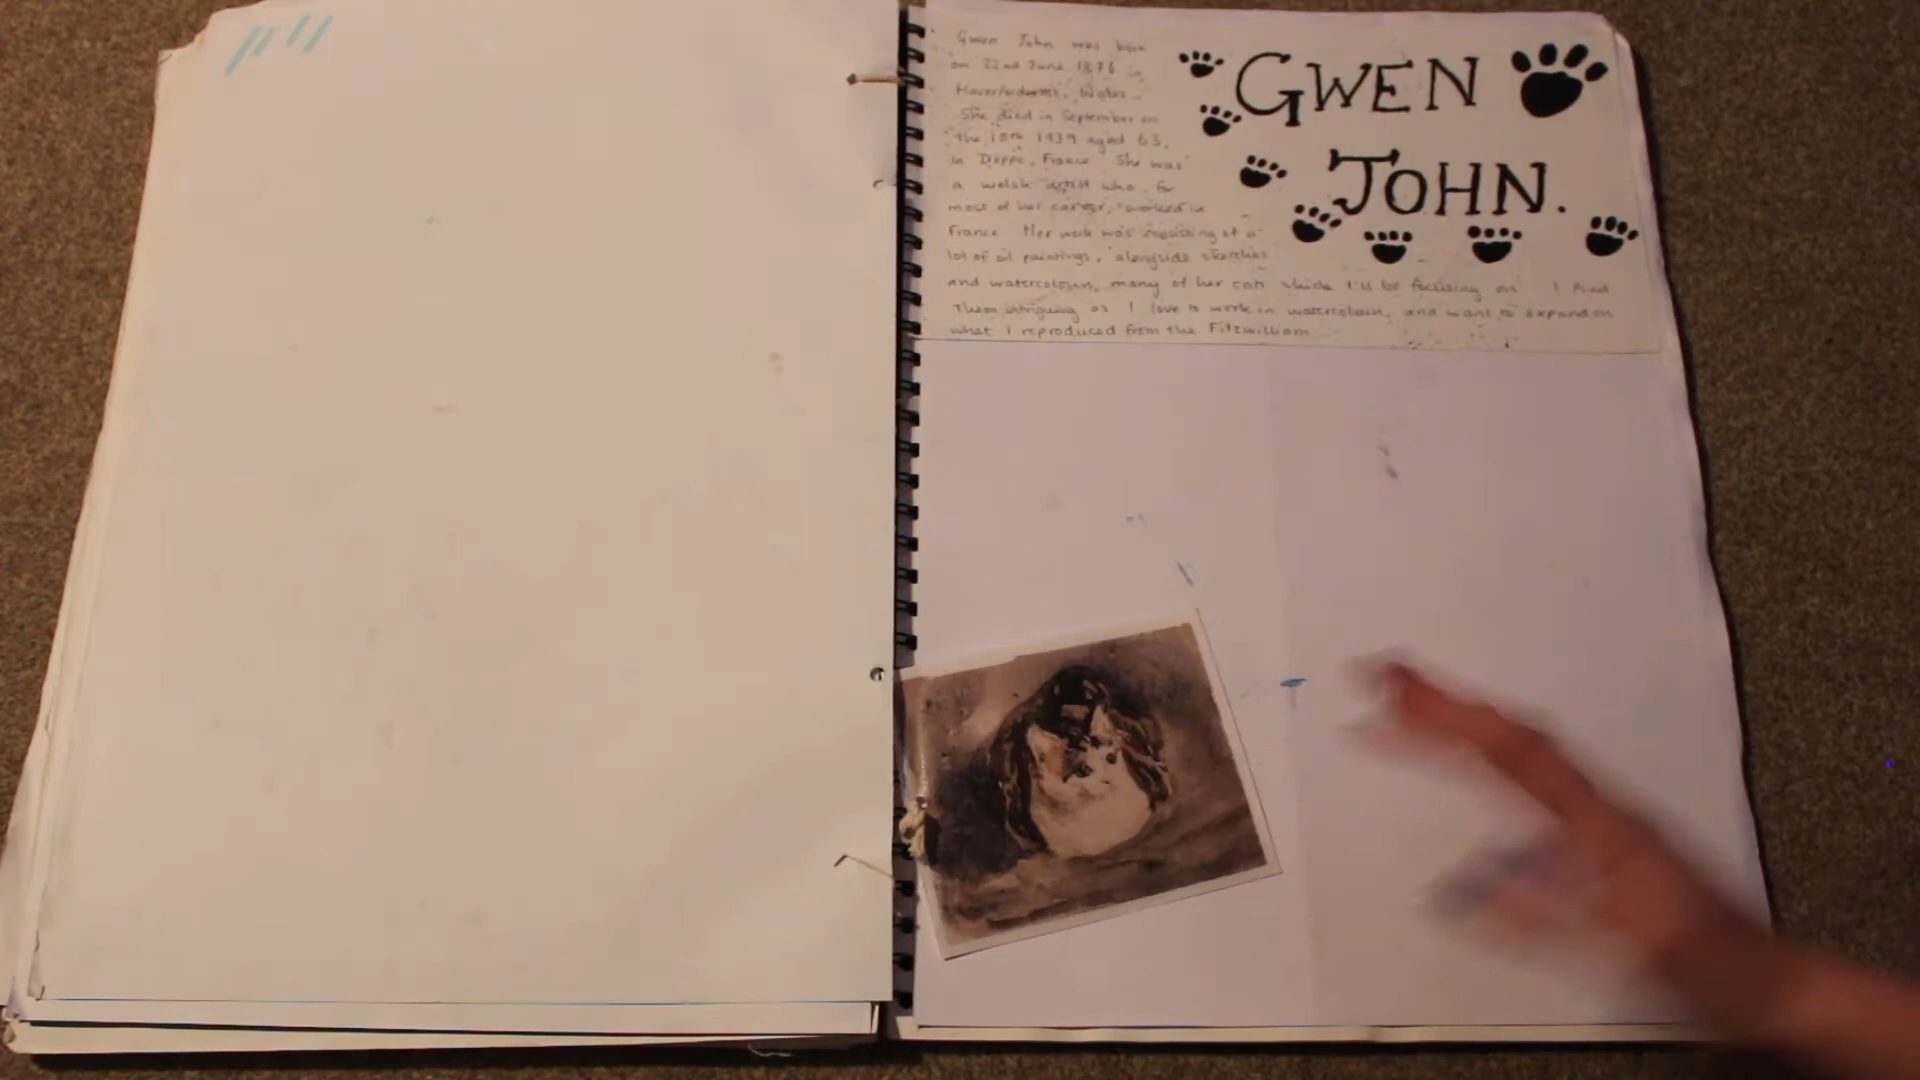 Gwen John was born
on 22nd June 1876 in
Haverfordwest, Wales.
She died in September on
the 18th 1939 aged 63,
in Dieppe, France. She was
a welsh artist who, for
most of her career, worked in
France. Her work was consisting of a
lot of oil paintings, alongside sketches
and watercolours, many of her cats which I'll be focusing on. I find
them intriguing as I love to work in watercolours, and want to expand on
what I reproduced from the Fitzwilliam
GWEN
JOHN.